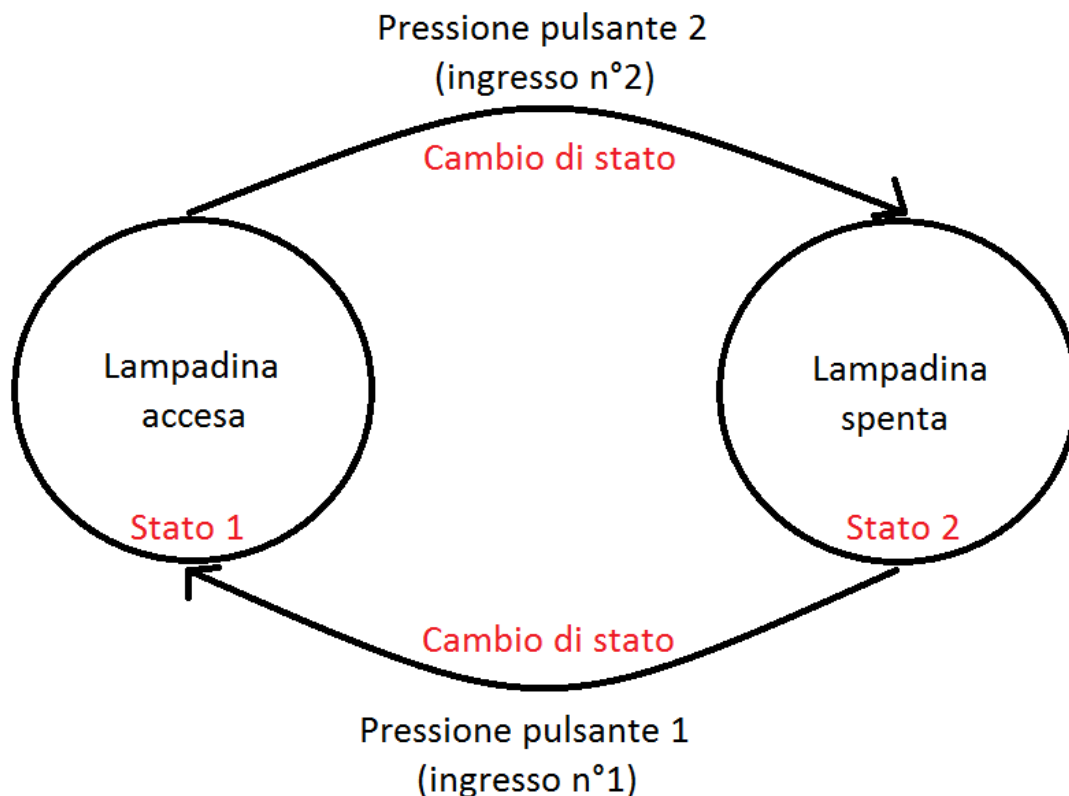 Pressione pulsante 2
(ingresso n°2)
Cambio di stato
Lampadina
accesa
Stato 1
Lampadina
spenta
Stato 2
Cambio di stato
Pressione pulsante 1
(ingresso n°1)